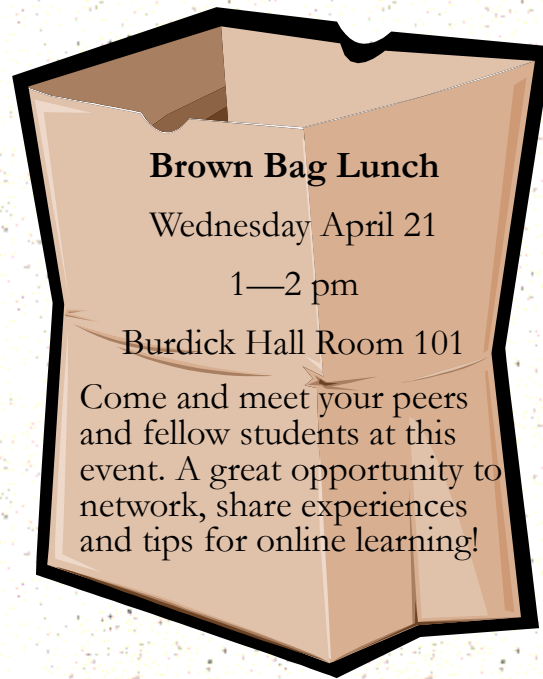 Brown Bag Lunch
Wednesday April 21
1—2 pm
Burdick Hall Room 101
Come and meet your peers
and fellow students at this
event. A great opportunity to
network, share experiences
and tips for online learning!